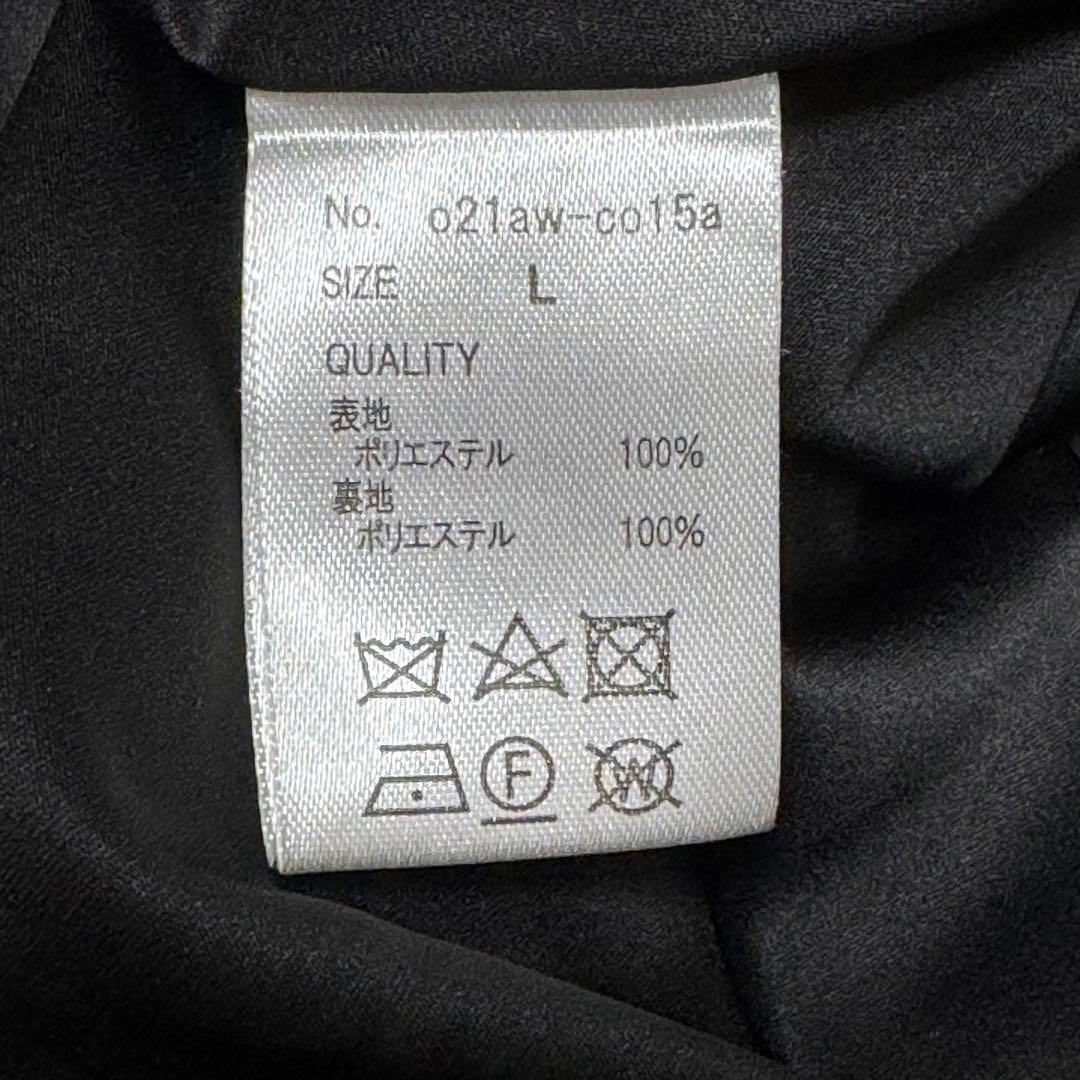 No. o21aw-co15a
SIZE L
QUALITY
表地
ポリエステル 100%
裏地
ポリエステル 100%
F W